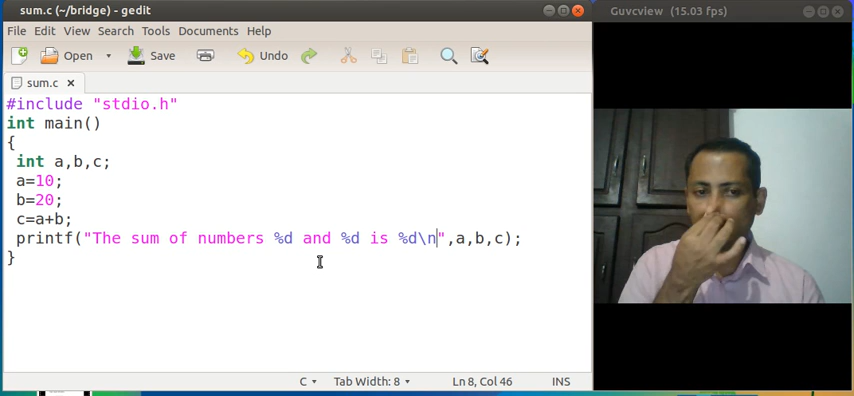 sum.c (~/bridge) - gedit
Guvcview (15.03 fps)
File Edit View Search Tools Documents Help
Open Save Undo
sum.c
#include "stdio.h"
int main()
{
int a,b,c;
a=10;
b=20;
c=a+b;
printf("The sum of numbers %d and %d is %d\n",a,b,c);
}
C Tab Width: 8 Ln 8, Col 46 INS